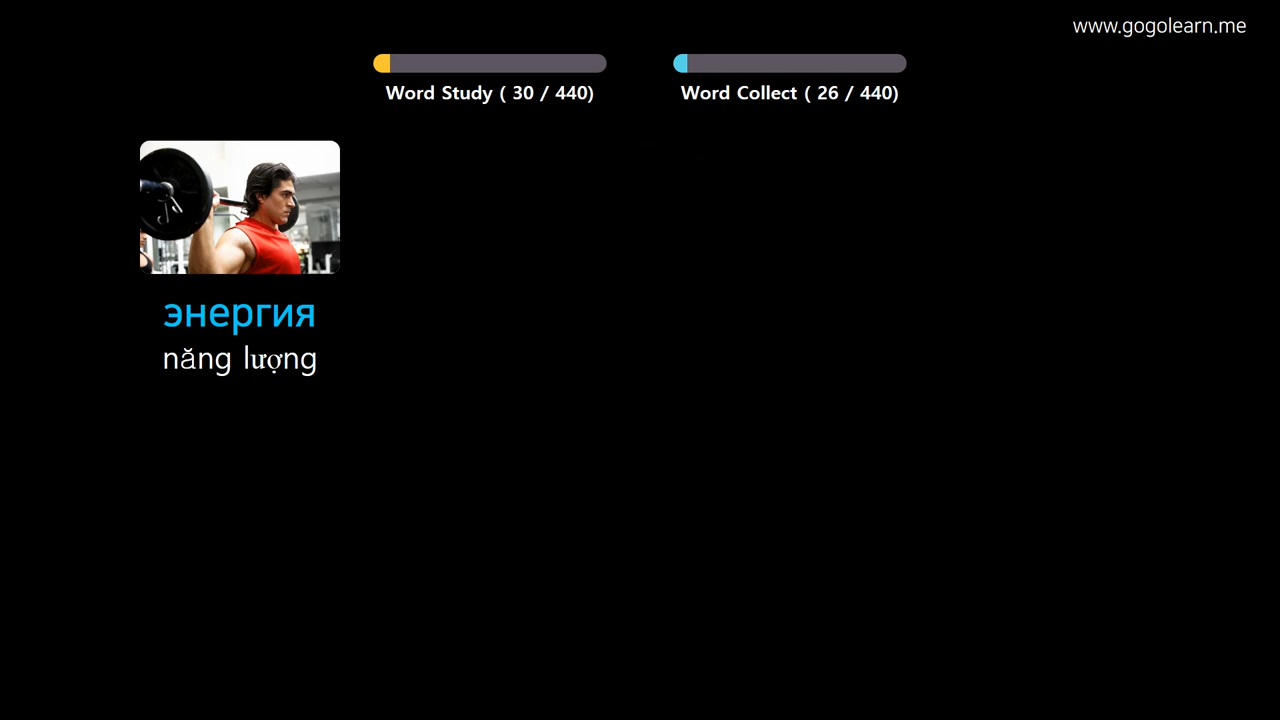 www.gogolearn.me
Word Study ( 30 / 440)
Word Collect ( 26 / 440)
энергия
năng lượng